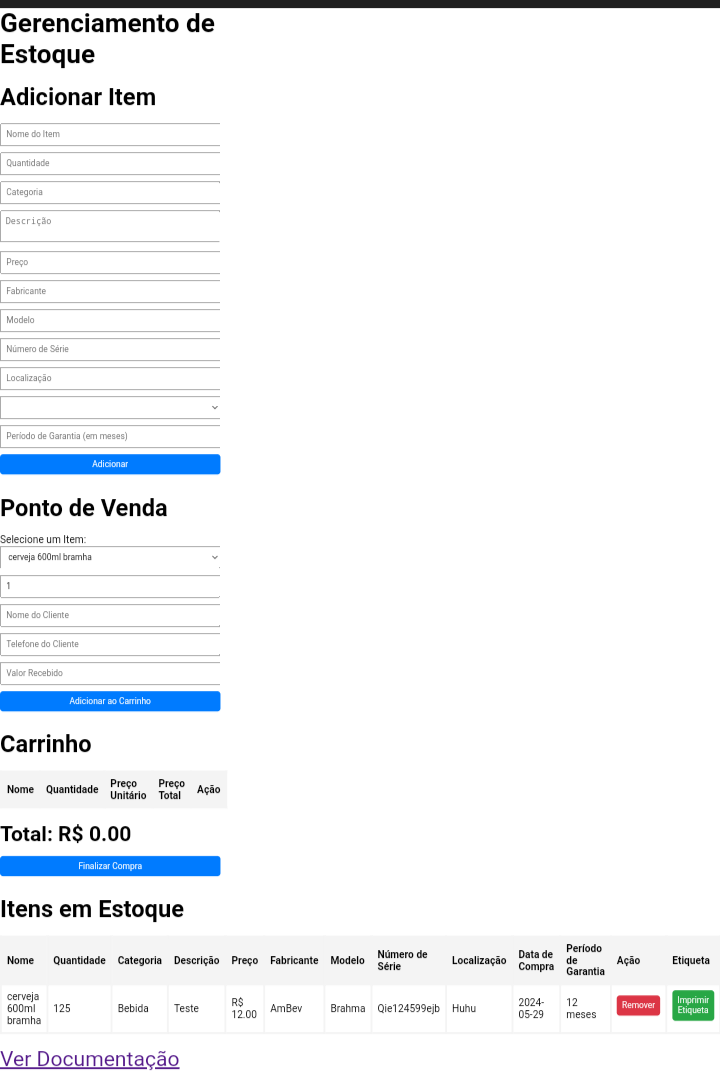 Gerenciamento de
Estoque
Adicionar Item
Nome do Item
Quantidade
Categoria
Descrição
Preço
Fabricante
Modelo
Número de Série
Localização
Período de Garantia (em meses)
Adicionar
Ponto de Venda
Selecione um Item:
cerveja 600ml bramha
1
Nome do Cliente
Telefone do Cliente
Valor Recebido
Adicionar ao Carrinho
Carrinho
Nome Quantidade Preço Unitário Preço Total Ação
Total: R$ 0.00
Finalizar Compra
Itens em Estoque
Nome Quantidade Categoria Descrição Preço Fabricante Modelo Número de Série Localização Data de Compra Período de Garantia Ação Etiqueta
cerveja 600ml bramha 125 Bebida Teste R$ 12.00 AmBev Brahma Qie124599ejb Huhu 2024-05-29 12 meses Remover Imprimir Etiqueta
Ver Documentação